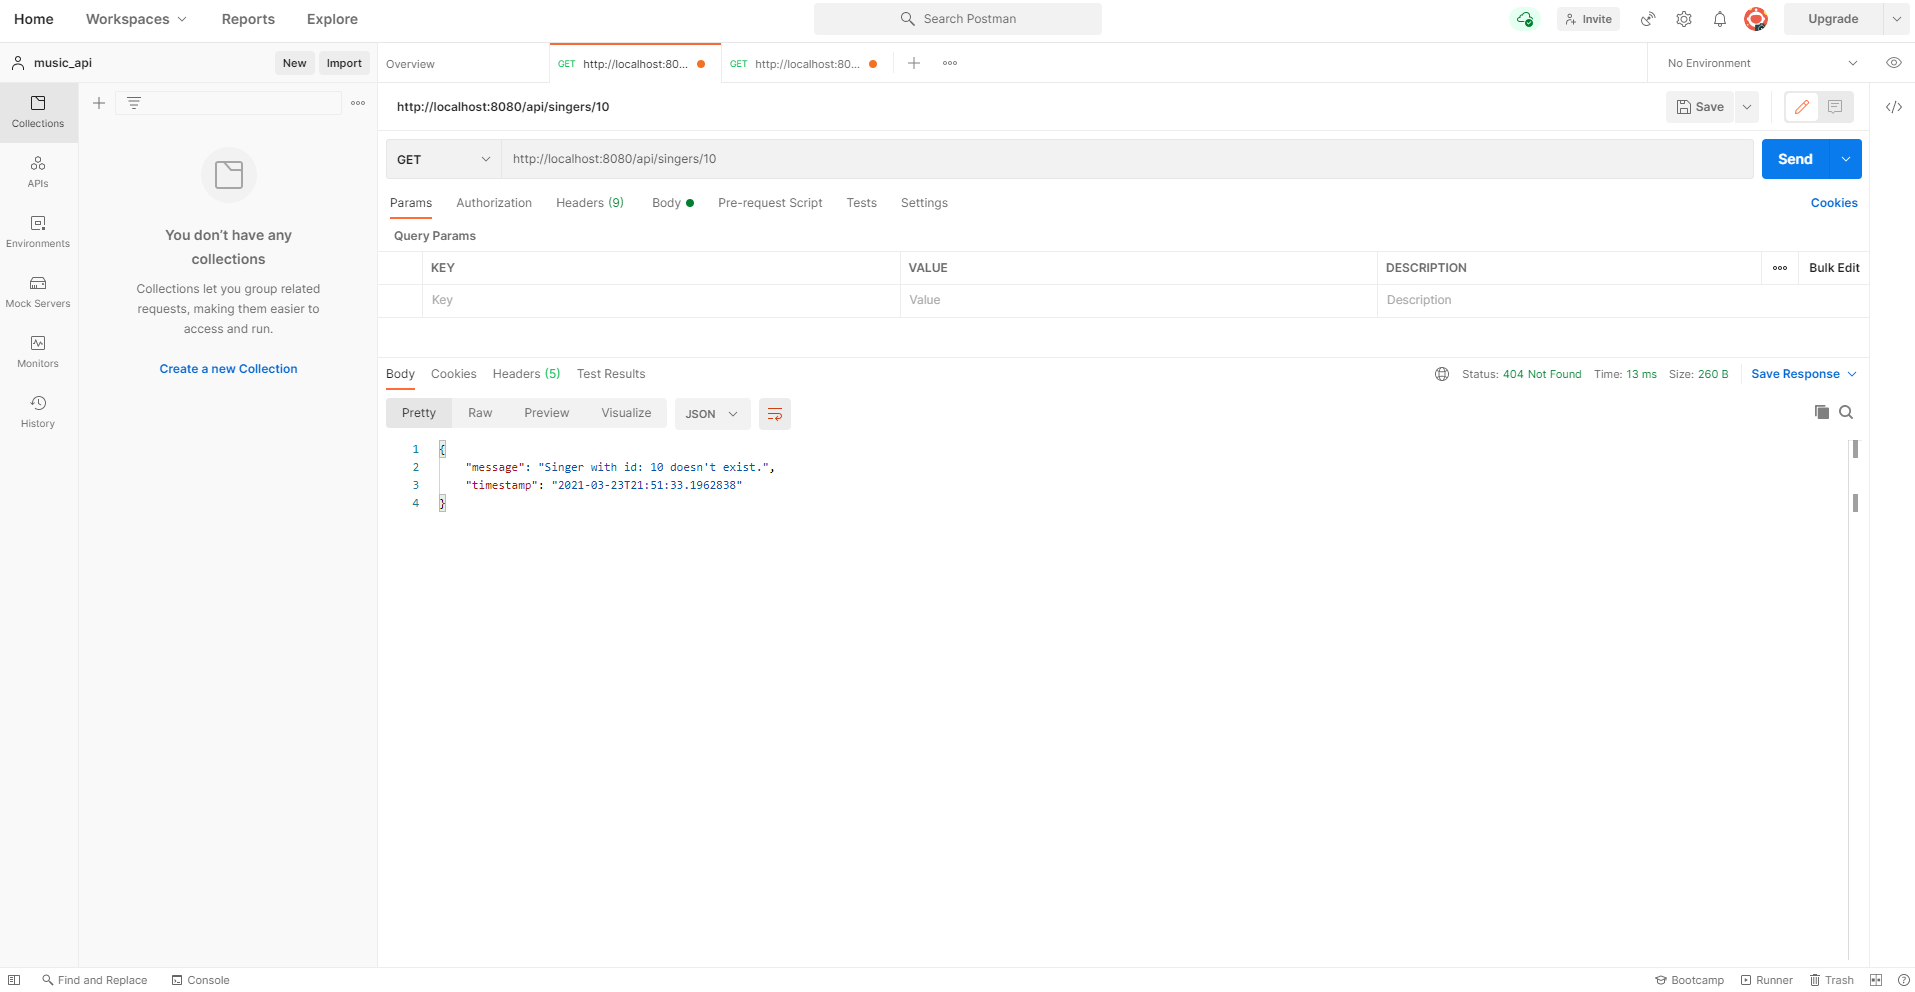 Home Workspaces Reports Explore Search Postman Invite Upgrade
music_api New Import Overview GET http://localhost:80... GET http://localhost:80... No Environment
Collections
APIs
Environments
Mock Servers
Monitors
History
You don’t have any
collections
Collections let you group related
requests, making them easier to
access and run.
Create a new Collection
http://localhost:8080/api/singers/10 Save
GET http://localhost:8080/api/singers/10 Send
Params Authorization Headers (9) Body Pre-request Script Tests Settings Cookies
Query Params
KEY VALUE DESCRIPTION Bulk Edit
Key Value Description
Body Cookies Headers (5) Test Results Status: 404 Not Found Time: 13 ms Size: 260 B Save Response
Pretty Raw Preview Visualize JSON
1 {
2 "message": "Singer with id: 10 doesn't exist.",
3 "timestamp": "2021-03-23T21:51:33.1962838"
4 }
Find and Replace Console Bootcamp Runner Trash